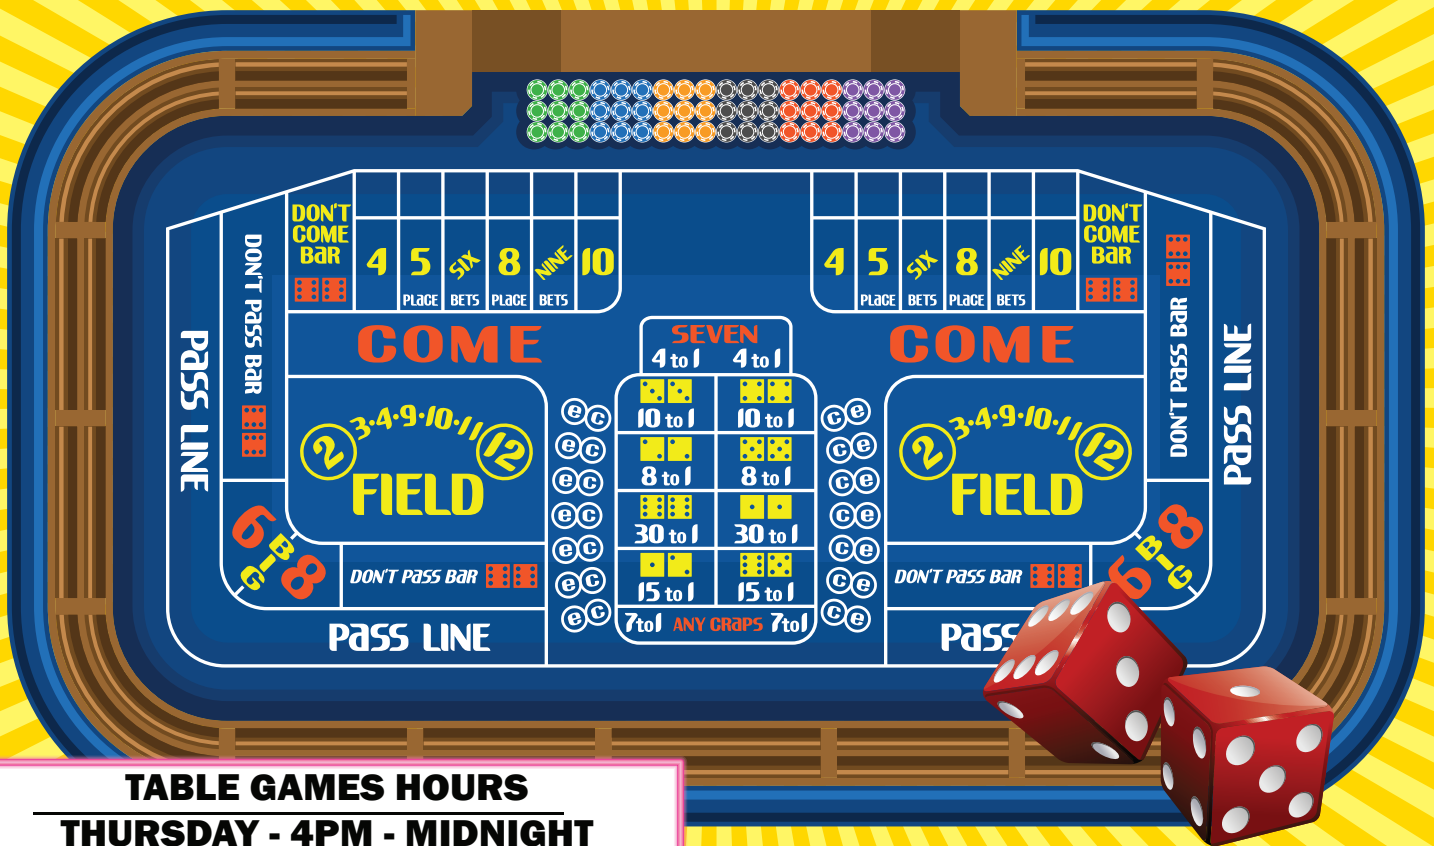 DON'T
COME
BAR
4
5
SIX
8
NINE
10
PLACE
BETS
PLACE
BETS
4
5
SIX
8
NINE
10
PLACE
BETS
PLACE
BETS
DON'T
COME
BAR
PASS LINE
DON'T PASS BAR
COME
SEVEN
4 to 1 4 to 1
COME
DON'T PASS BAR
PASS LINE
2
3·4·9·10·11
12
FIELD
10 to 1 10 to 1
8 to 1 8 to 1
30 to 1 30 to 1
15 to 1 15 to 1
7 to 1 ANY CRAPS 7 to 1
e c
e c
e c
e c
e c
e c
e c
c e
c e
c e
c e
c e
c e
c e
2
3·4·9·10·11
12
FIELD
6
BIG
8
DON'T PASS BAR
PASS LINE
DON'T PASS BAR
6
BIG
8
PASS
TABLE GAMES HOURS
THURSDAY - 4PM - MIDNIGHT